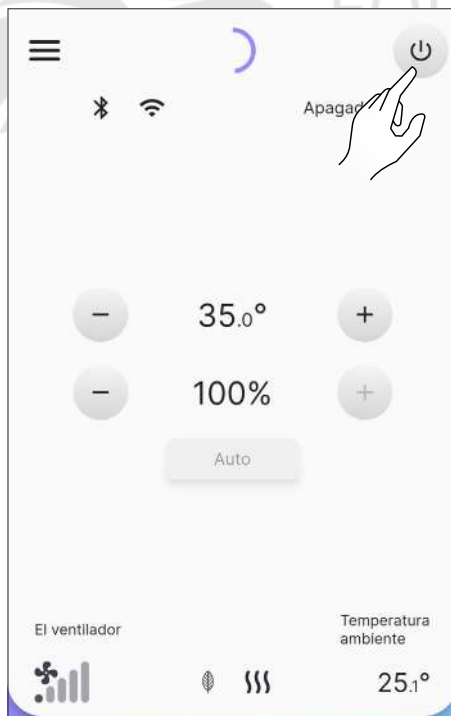 Apagad
35.0°
100%
Auto
El ventilador
Temperatura
ambiente
25.1°